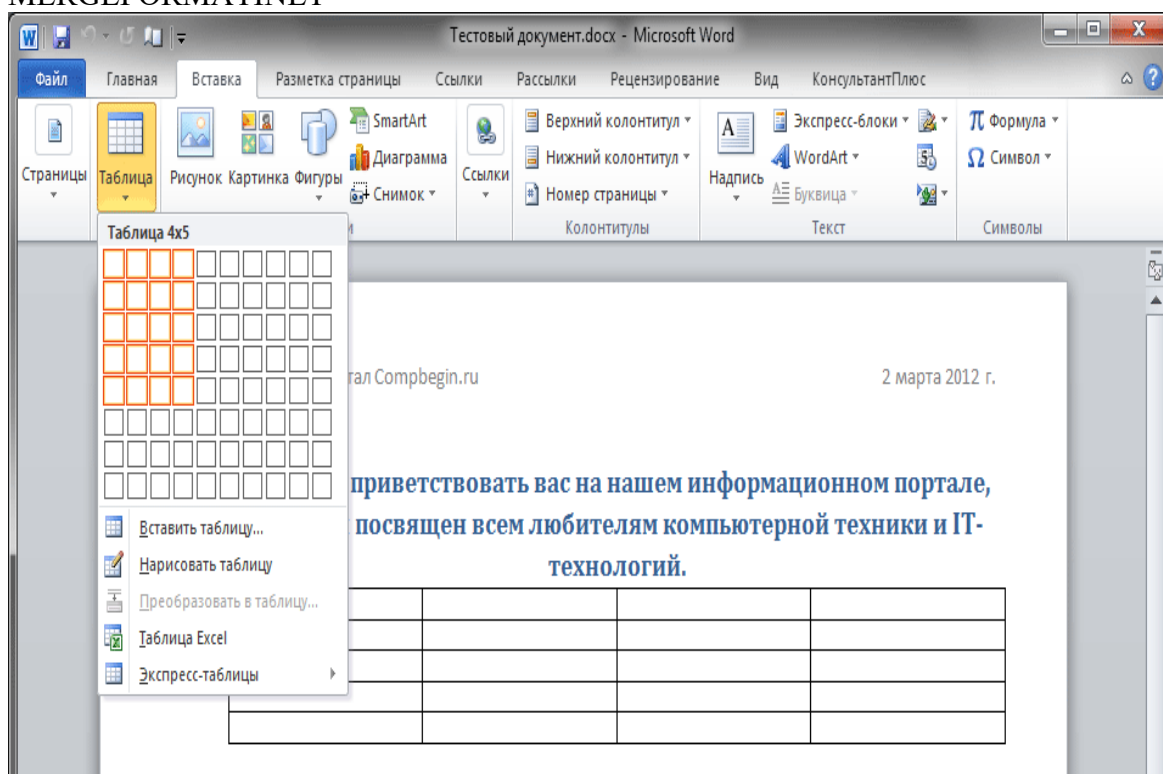 MERGEFORMATINET
Тестовый документ.docx - Microsoft Word
Файл Главная Вставка Разметка страницы Ссылки Рассылки Рецензирование Вид КонсультантПлюс
Страницы Таблица Рисунок Картинка Фигуры SmartArt Диаграмма Снимок Ссылки
Верхний колонтитул
Нижний колонтитул
Номер страницы
Надпись
Экспресс-блоки
WordArt
Буквица
Формула
Символ
Колонтитулы Текст Символы
Таблица 4x5
Compbegin.ru 2 марта 2012 г.
приветствовать вас на нашем информационном портале,
посвящен всем любителям компьютерной техники и IT-
технологий.
Вставить таблицу...
Нарисовать таблицу
Преобразовать в таблицу...
Таблица Excel
Экспресс-таблицы